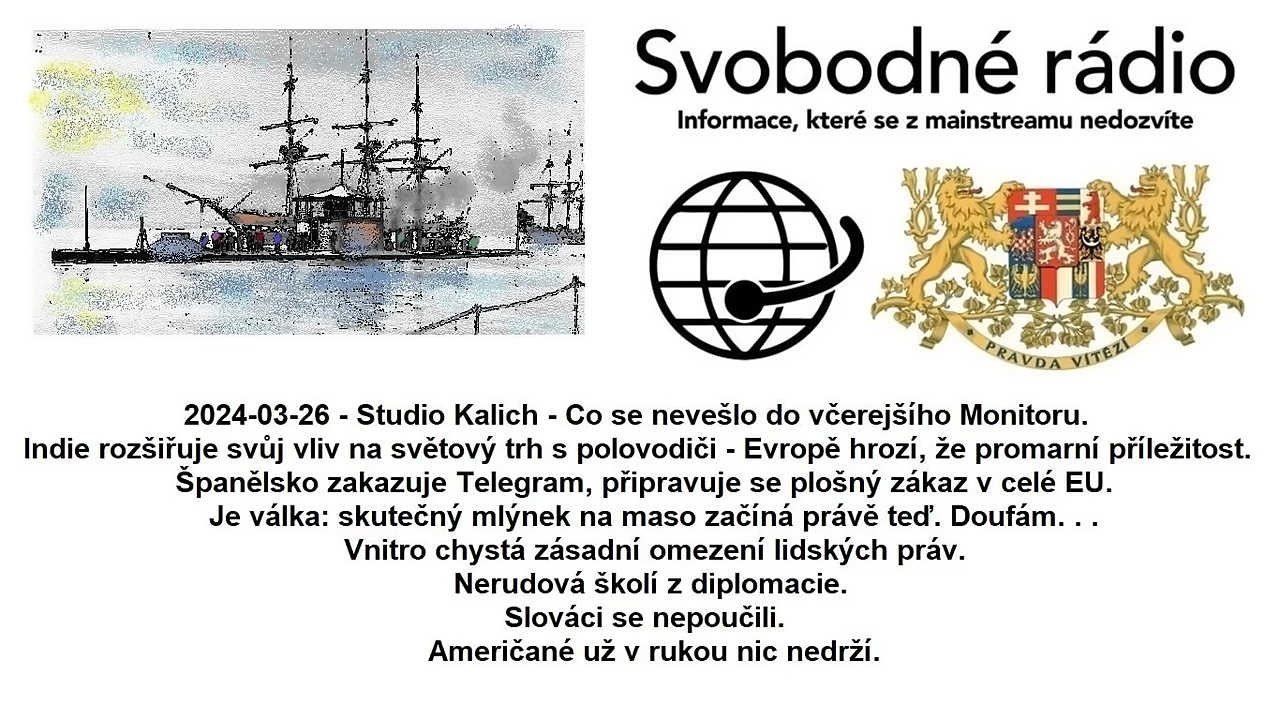 Svobodné rádio
Informace, které se z mainstreamu nedozvíte
PRAVDA VÍTĚZÍ
2024-03-26 - Studio Kalich - Co se nevešlo do včerejšího Monitoru.
Indie rozšiřuje svůj vliv na světový trh s polovodiči - Evropě hrozí, že promarní příležitost.
Španělsko zakazuje Telegram, připravuje se plošný zákaz v celé EU.
Je válka: skutečný mlýnek na maso začíná právě teď. Doufám. . .
Vnitro chystá zásadní omezení lidských práv.
Nerudová školí z diplomacie.
Slováci se nepoučili.
Američané už v rukou nic nedrží.